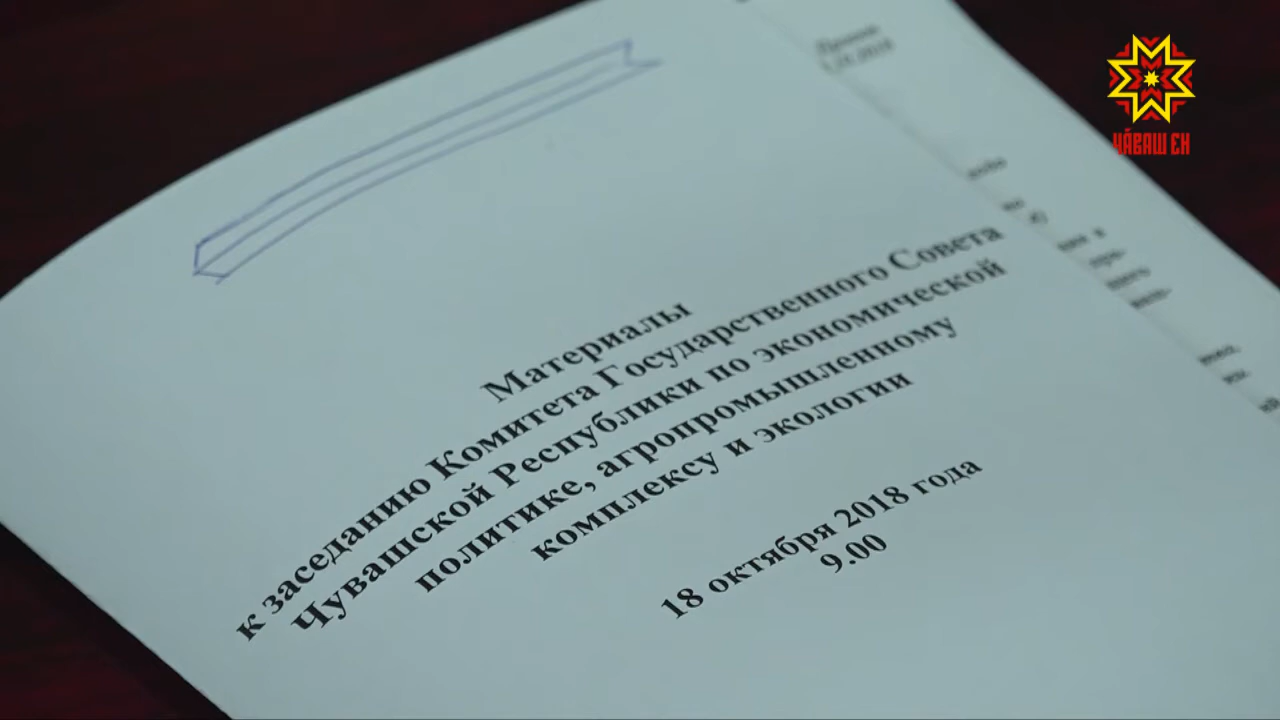 ЧӐВАШ ЕН
Материалы
к заседанию Комитета Государственного Совета
Чувашской Республики по экономической
политике, агропромышленному
комплексу и экологии
18 октября 2018 года
9.00